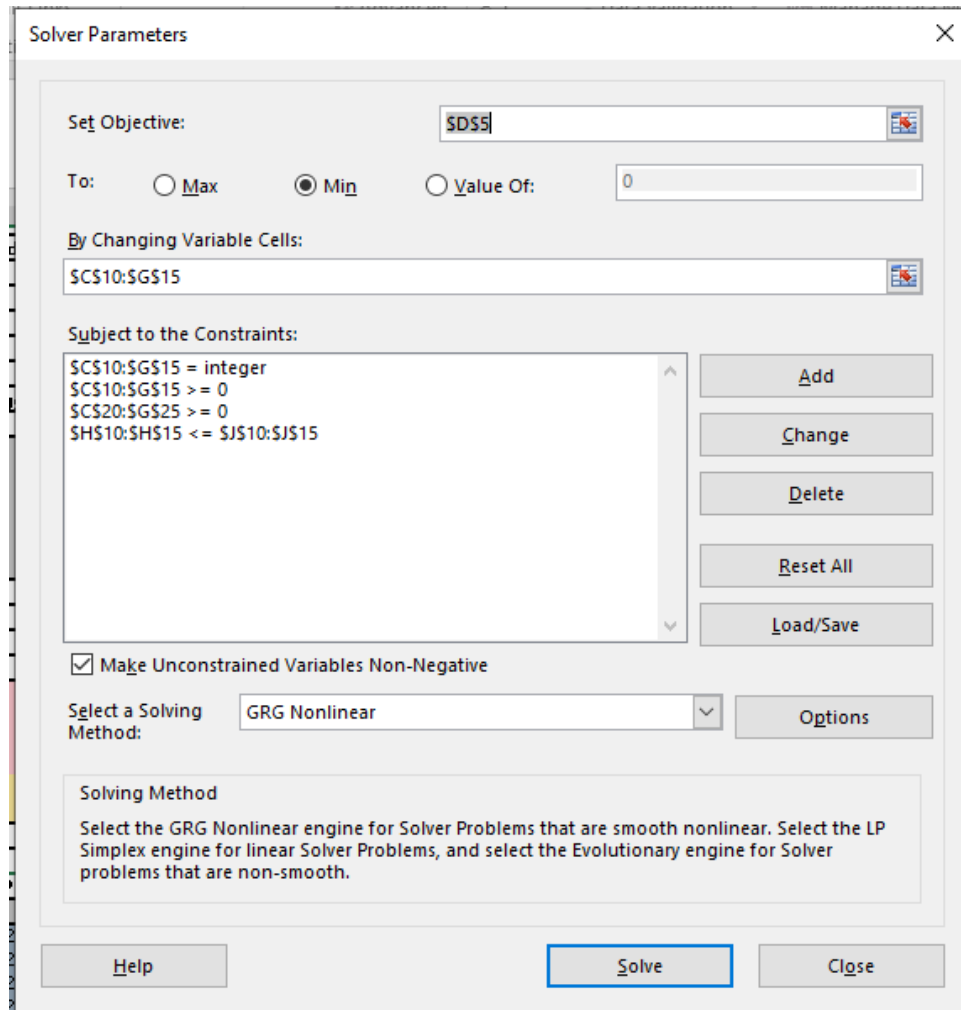 Solver Parameters
Set Objective:
$D$5
To:
Max
Min
Value Of:
0
By Changing Variable Cells:
$C$10:$G$15
Subject to the Constraints:
$C$10:$G$15 = integer
$C$10:$G$15 >= 0
$C$20:$G$25 >= 0
$H$10:$H$15 <= $J$10:$J$15
Add
Change
Delete
Reset All
Load/Save
Make Unconstrained Variables Non-Negative
Select a Solving
Method:
GRG Nonlinear
Options
Solving Method
Select the GRG Nonlinear engine for Solver Problems that are smooth nonlinear. Select the LP
Simplex engine for linear Solver Problems, and select the Evolutionary engine for Solver
problems that are non-smooth.
Help
Solve
Close